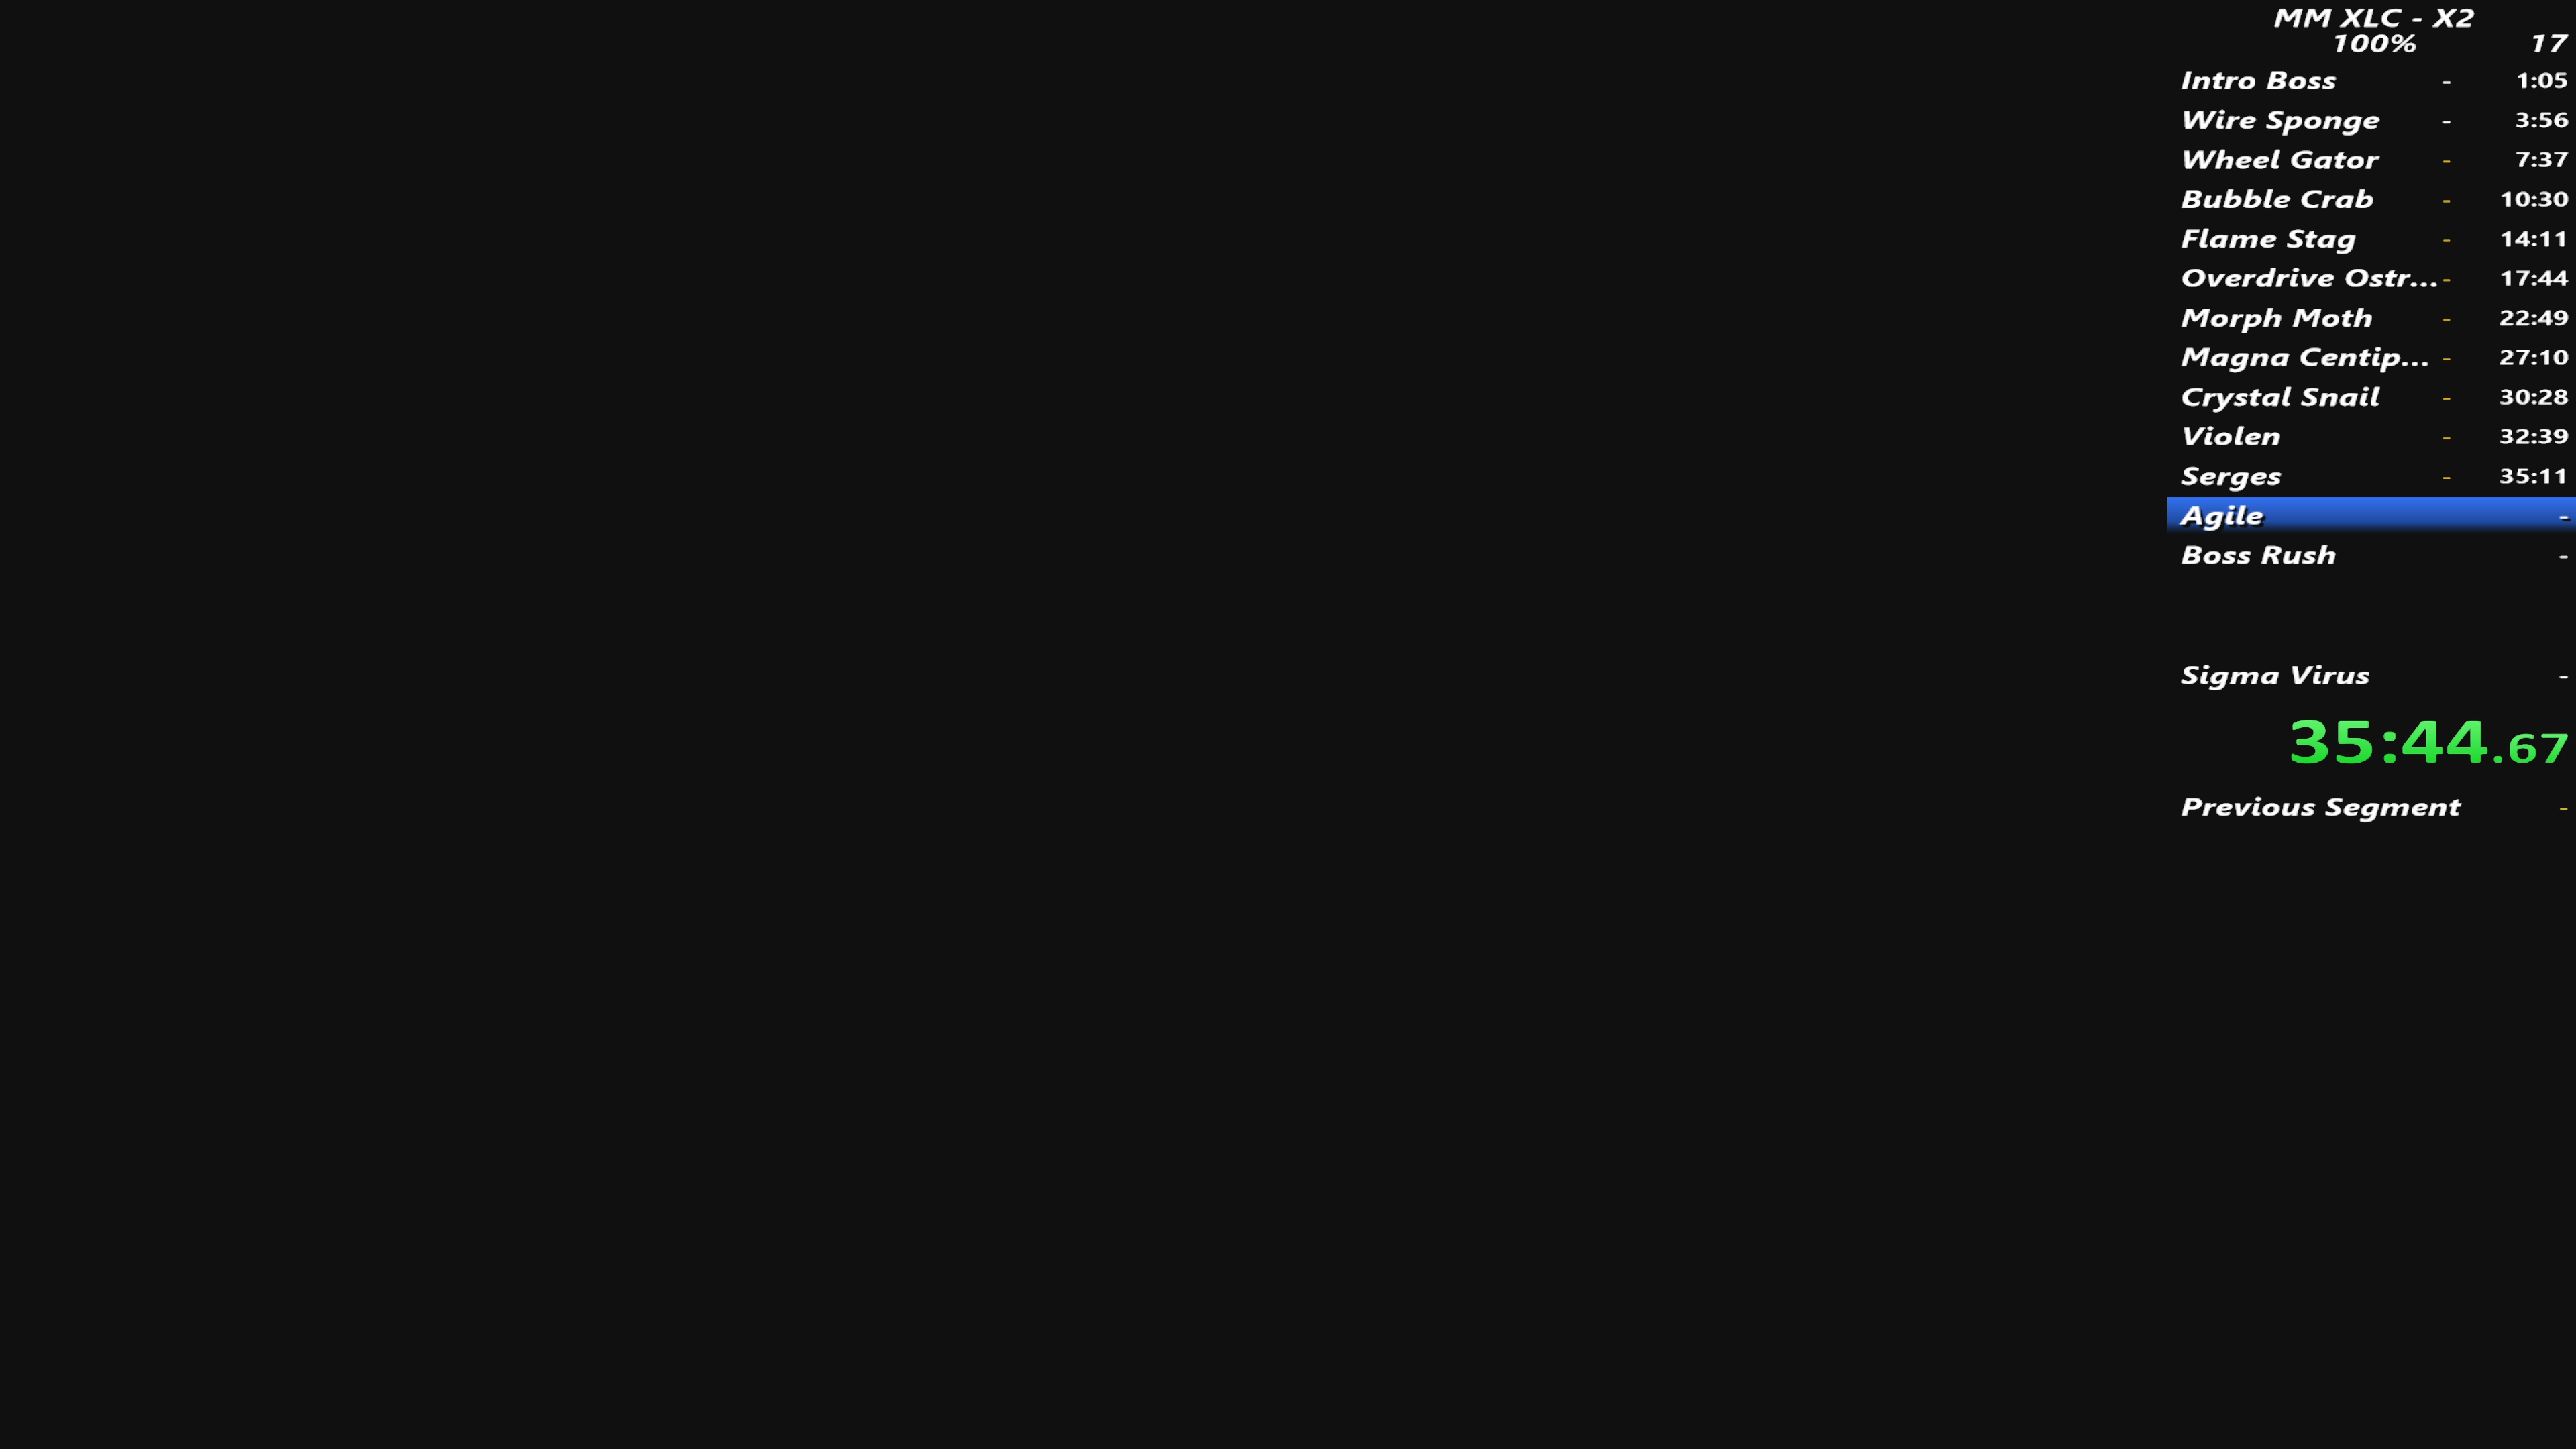 MM XLC - X2
100% 17
Intro Boss - 1:05
Wire Sponge - 3:56
Wheel Gator - 7:37
Bubble Crab - 10:30
Flame Stag - 14:11
Overdrive Ostr... - 17:44
Morph Moth - 22:49
Magna Centip... - 27:10
Crystal Snail - 30:28
Violen - 32:39
Serges - 35:11
Agile -
Boss Rush -
Sigma Virus -
35:44.67
Previous Segment -